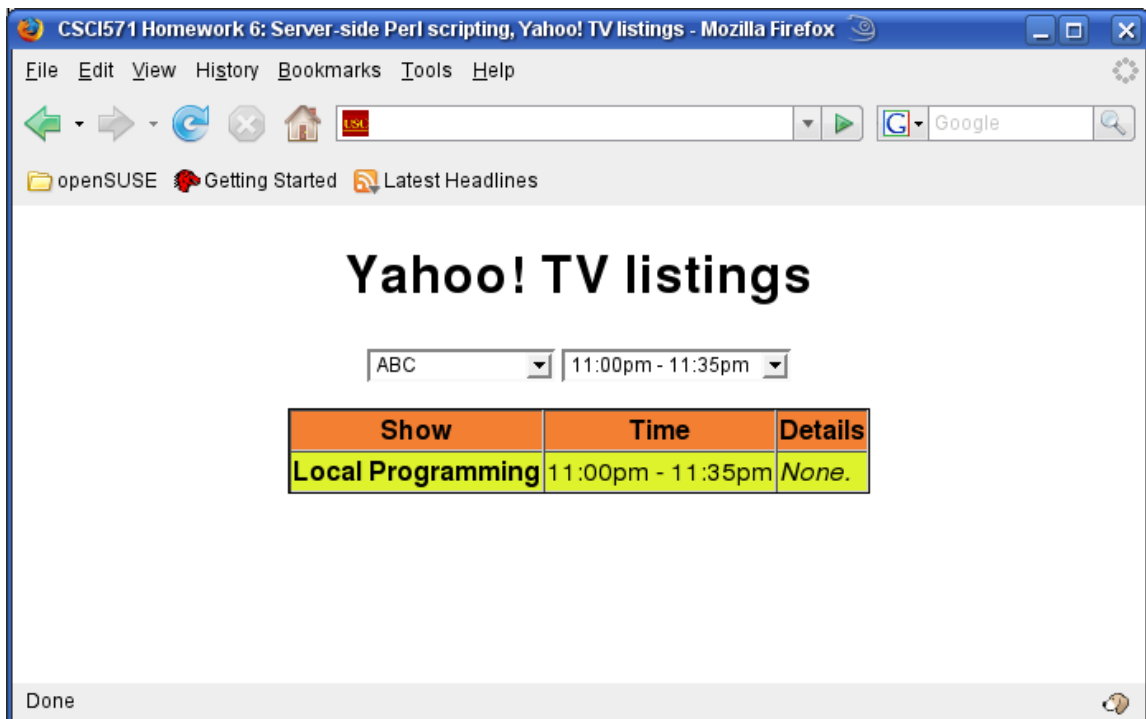 CSCI571 Homework 6: Server-side Perl scripting, Yahoo! TV listings - Mozilla Firefox
File Edit View History Bookmarks Tools Help
USC G Google
openSUSE Getting Started Latest Headlines
Yahoo! TV listings
ABC 11:00pm - 11:35pm
Show Time Details
Local Programming 11:00pm - 11:35pm None.
Done